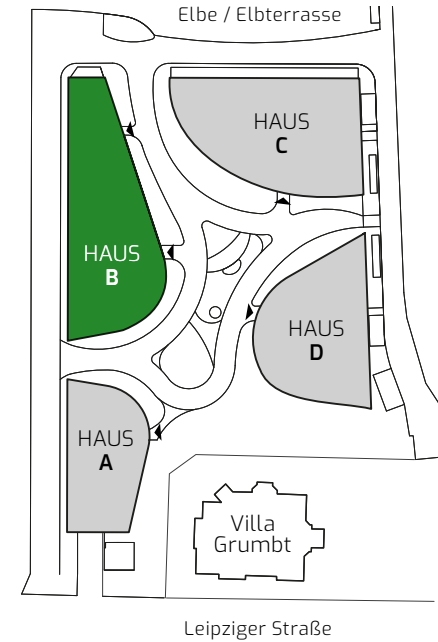 Elbe / Elbterrasse
HAUS
C
HAUS
B
HAUS
D
HAUS
A
Villa
Grumbt
Leipziger Straße